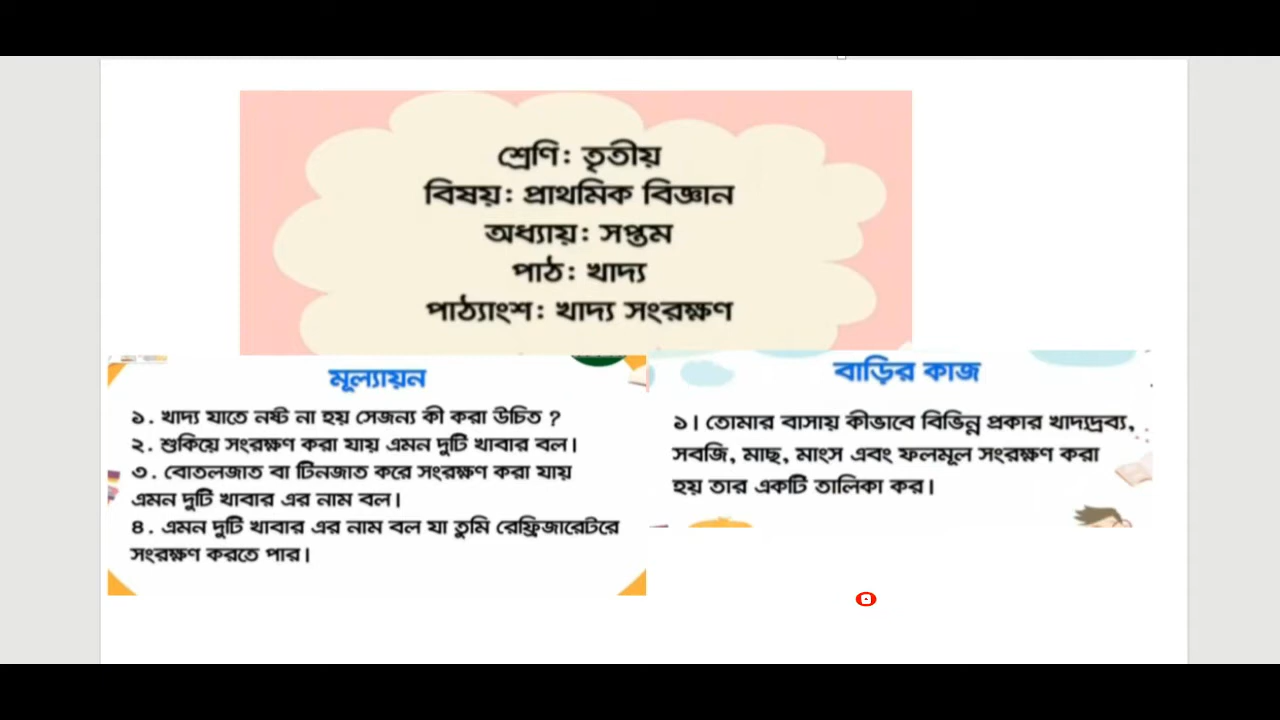 শ্রেণি: তৃতীয়
বিষয়: প্রাথমিক বিজ্ঞান
অধ্যায়: সপ্তম
পাঠ: খাদ্য
পাঠ্যাংশ: খাদ্য সংরক্ষণ
মূল্যায়ন
১. খাদ্য যাতে নষ্ট না হয় সেজন্য কী করা উচিত ?
২. শুকিয়ে সংরক্ষণ করা যায় এমন দুটি খাবার বল।
৩. বোতলজাত বা টিনজাত করে সংরক্ষণ করা যায়
এমন দুটি খাবার এর নাম বল।
৪. এমন দুটি খাবার এর নাম বল যা তুমি রেফ্রিজারেটরে
সংরক্ষণ করতে পার।
বাড়ির কাজ
১। তোমার বাসায় কীভাবে বিভিন্ন প্রকার খাদ্যদ্রব্য,
সবজি, মাছ, মাংস এবং ফলমূল সংরক্ষণ করা
হয় তার একটি তালিকা কর।